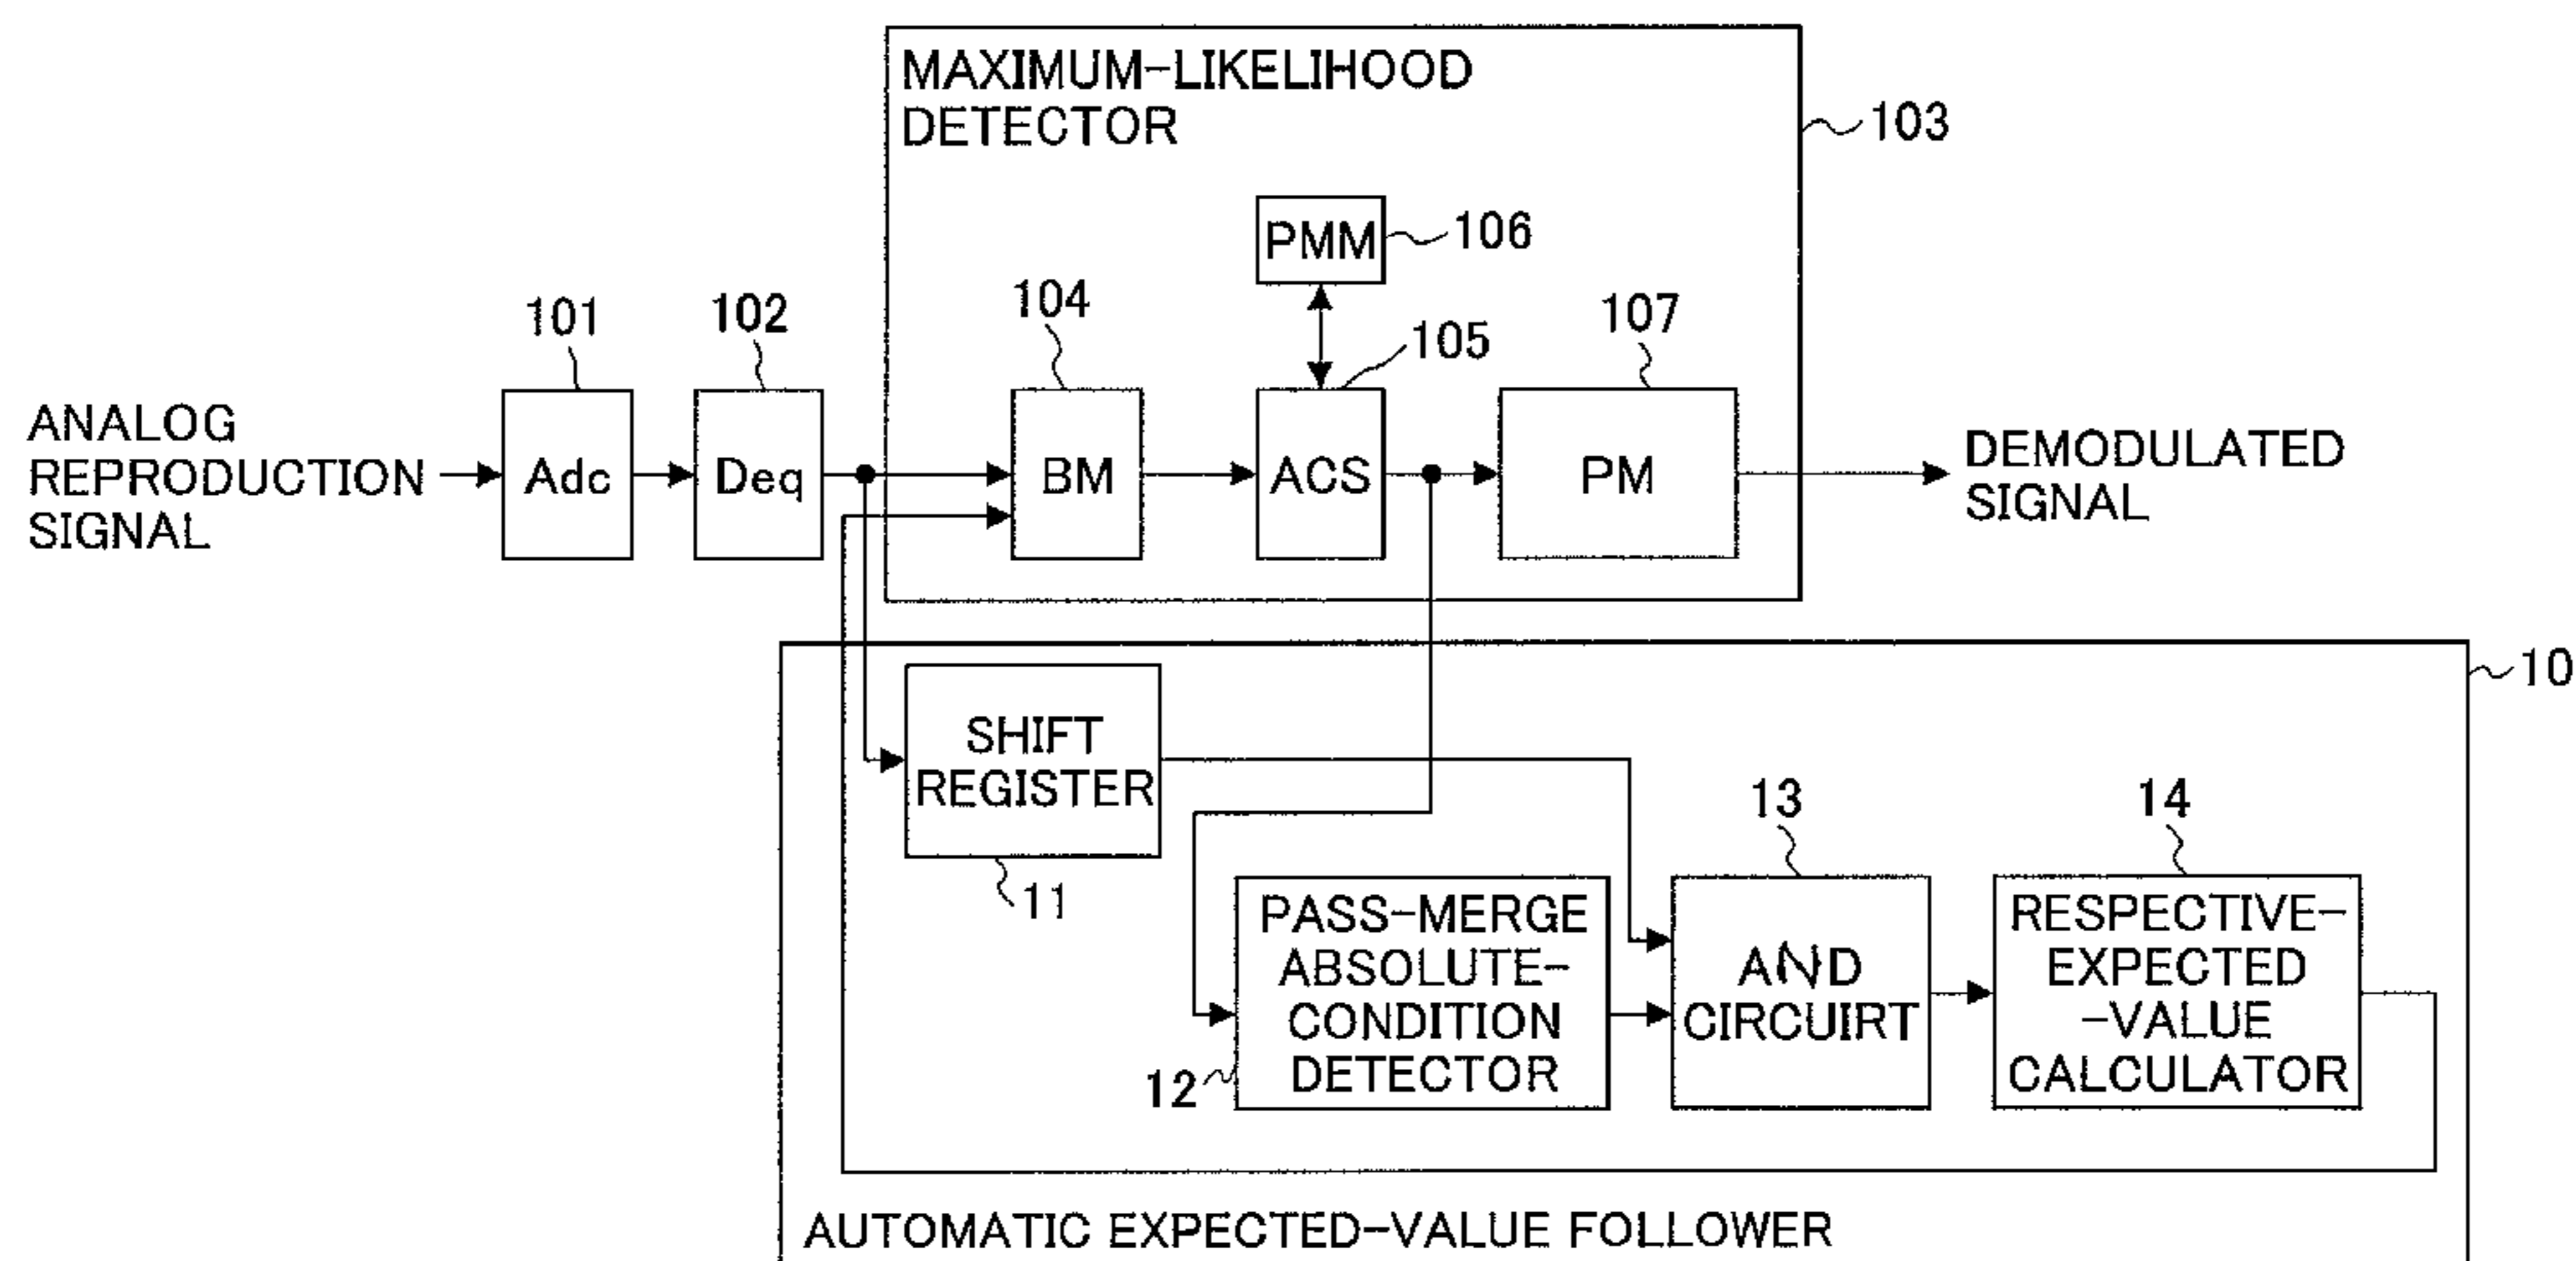 MAXIMUM-LIKELIHOOD
DETECTOR
103
PMM
106
101
102
104
105
107
ANALOG
REPRODUCTION
SIGNAL
Adc
Deq
BM
ACS
PM
DEMODULATED
SIGNAL
10
SHIFT
REGISTER
11
13
14
PASS-MERGE
ABSOLUTE-
CONDITION
DETECTOR
12
AND
CIRCUIRT
RESPECTIVE-
EXPECTED
-VALUE
CALCULATOR
AUTOMATIC EXPECTED-VALUE FOLLOWER